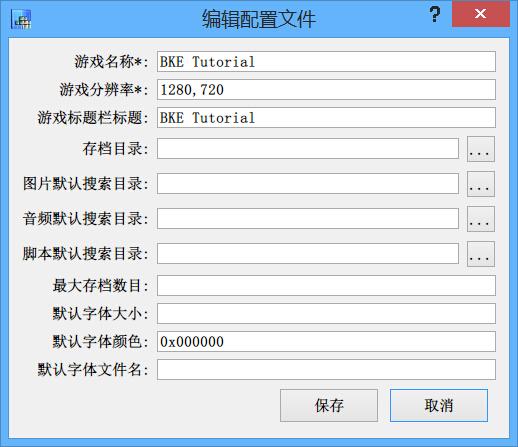 编辑配置文件
游戏名称*: BKE Tutorial
游戏分辨率*: 1280,720
游戏标题栏标题: BKE Tutorial
存档目录: ...
图片默认搜索目录: ...
音频默认搜索目录: ...
脚本默认搜索目录: ...
最大存档数目:
默认字体大小:
默认字体颜色: 0x000000
默认字体文件名:
保存 取消